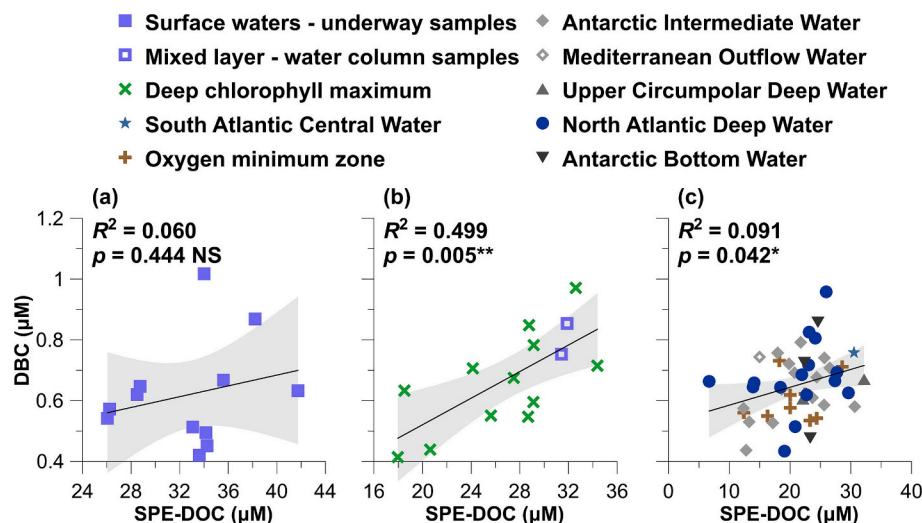 Surface waters - underway samples
Mixed layer - water column samples
Deep chlorophyll maximum
South Atlantic Central Water
Oxygen minimum zone
Antarctic Intermediate Water
Mediterranean Outflow Water
Upper Circumpolar Deep Water
North Atlantic Deep Water
Antarctic Bottom Water
(a)
R² = 0.060
p = 0.444 NS
1.2
1
0.8
0.6
0.4
DBC (µM)
24 28 32 36 40 44
SPE-DOC (µM)
(b)
R² = 0.499
p = 0.005**
16 20 24 28 32 36
SPE-DOC (µM)
(c)
R² = 0.091
p = 0.042*
0 10 20 30 40
SPE-DOC (µM)